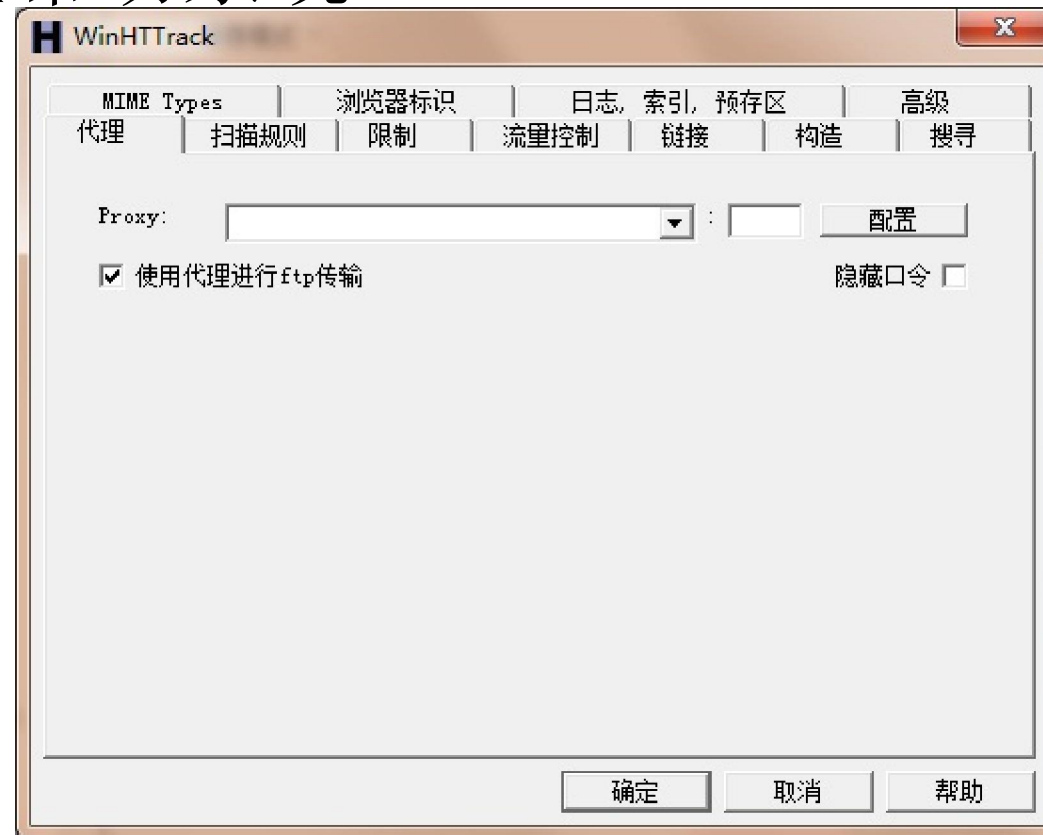 WinHTTrack
MIME Types 浏览器标识 日志, 索引, 预存区 高级
代理 扫描规则 限制 流量控制 链接 构造 搜寻
Proxy: : 配置
使用代理进行ftp传输 隐藏口令
确定 取消 帮助